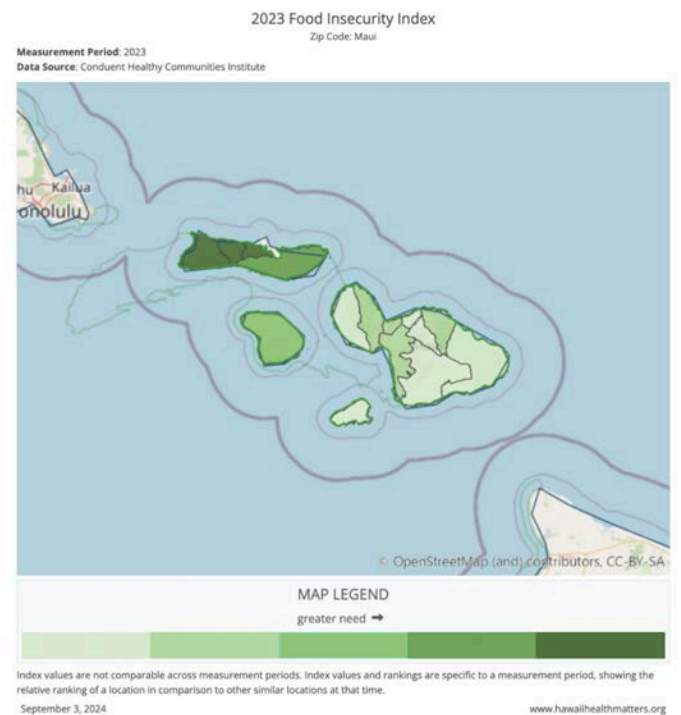 2023 Food Insecurity Index
Zip Code: Maui
Measurement Period: 2023
Data Source: Conduent Healthy Communities Institute
hu Kailua
onolulu
© OpenStreetMap (and) contributors, CC-BY-SA
MAP LEGEND
greater need ➔
Index values are not comparable across measurement periods. Index values and rankings are specific to a measurement period, showing the
relative ranking of a location in comparison to other similar locations at that time.
September 3, 2024 www.hawaiihealthmatters.org